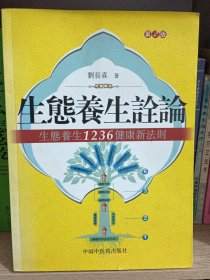 第2版
劉長喜 著
生態養生詮論
生態養生1236健康新法則
中国中医药出版社